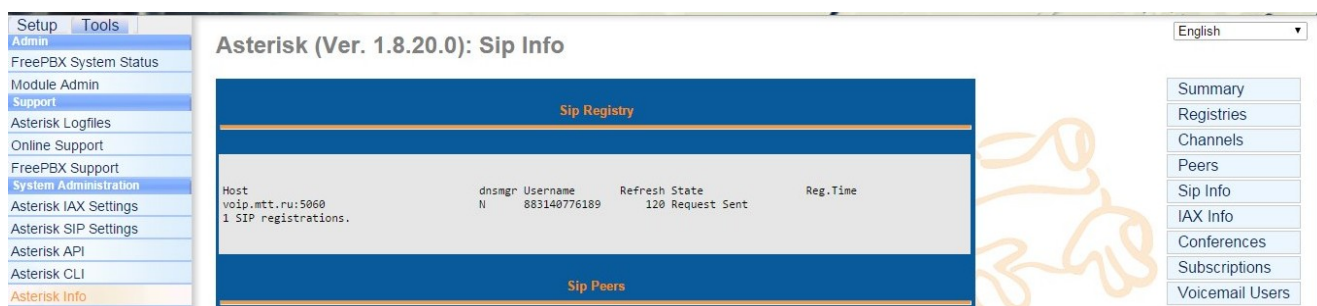 Setup Tools
Admin
FreePBX System Status
Module Admin
Support
Asterisk Logfiles
Online Support
FreePBX Support
System Administration
Asterisk IAX Settings
Asterisk SIP Settings
Asterisk API
Asterisk CLI
Asterisk Info
Asterisk (Ver. 1.8.20.0): Sip Info
Sip Registry
Host dnsmgr Username Refresh State Reg.Time
voip.mtt.ru:5060 N 883140776189 120 Request Sent
1 SIP registrations.
Sip Peers
English
Summary
Registries
Channels
Peers
Sip Info
IAX Info
Conferences
Subscriptions
Voicemail Users